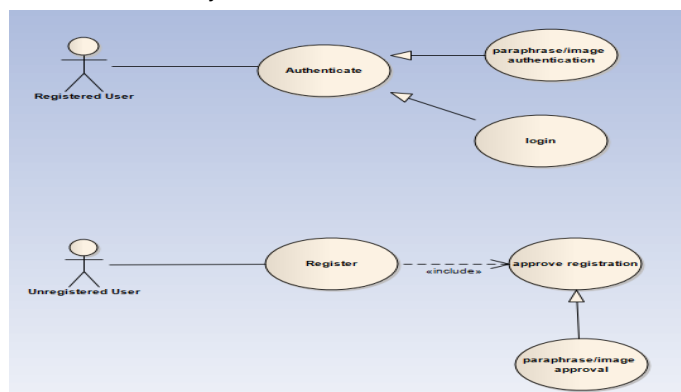 paraphrase/image
authentication
Authenticate
Registered User
login
Register
approve registration
«include»
Unregistered User
paraphrase/image
approval